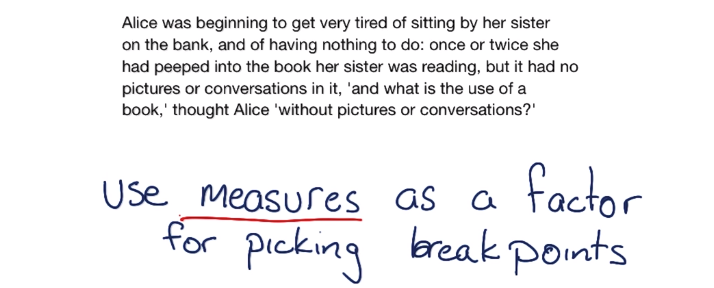 Alice was beginning to get very tired of sitting by her sister
on the bank, and of having nothing to do: once or twice she
had peeped into the book her sister was reading, but it had no
pictures or conversations in it, 'and what is the use of a
book,' thought Alice 'without pictures or conversations?'
Use measures as a factor
for picking break points